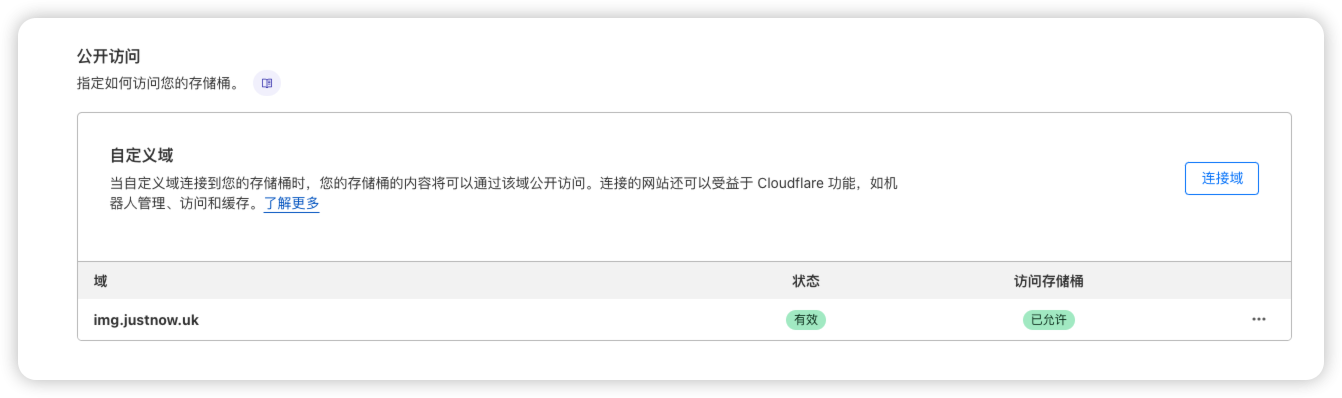 公开访问
指定如何访问您的存储桶。
自定义域
当自定义域连接到您的存储桶时，您的存储桶的内容将可以通过该域公开访问。连接的网站还可以受益于 Cloudflare 功能，如机
器人管理、访问和缓存。了解更多
连接域
域 状态 访问存储桶
img.justnow.uk 有效 已允许